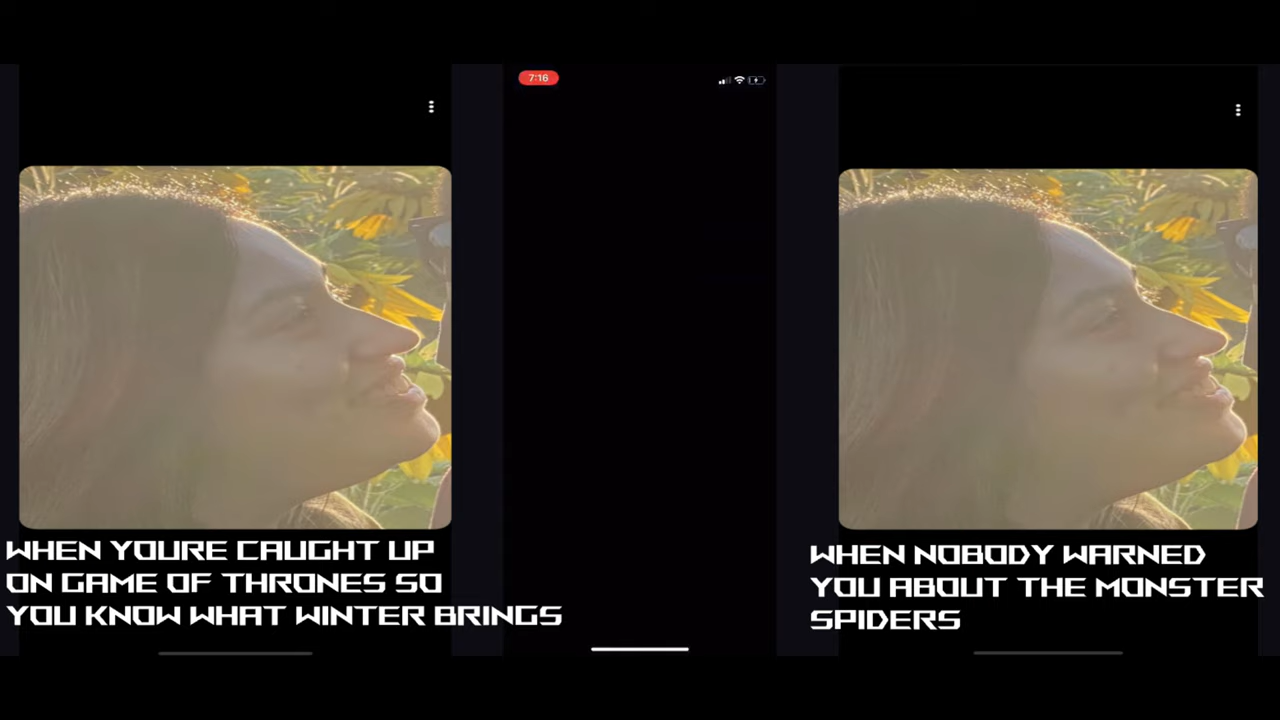 7:16
WHEN YOURE CAUGHT UP
ON GAME OF THRONES SO
YOU KNOW WHAT WINTER BRINGS
WHEN NOBODY WARNED
YOU ABOUT THE MONSTER
SPIDERS